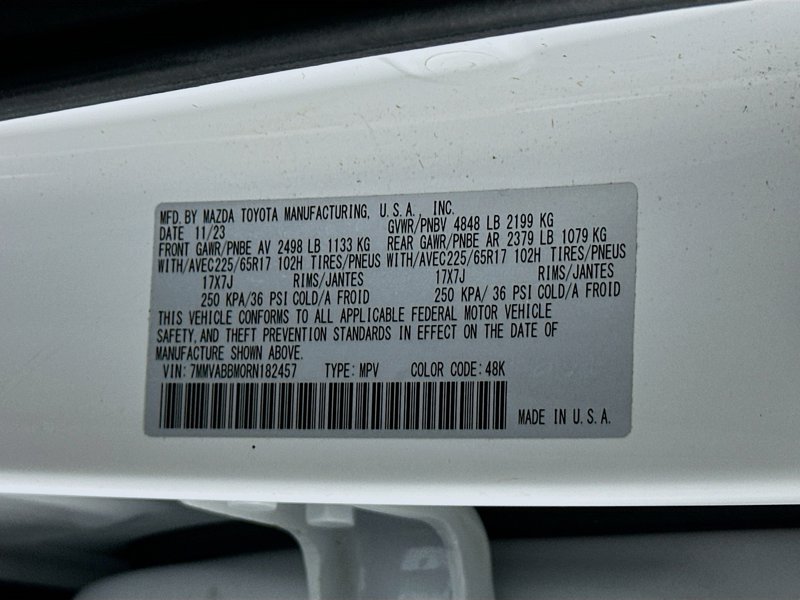 MFD. BY MAZDA TOYOTA MANUFACTURING, U.S.A., INC.
DATE 11/23 GVWR/PNBV 4848 LB 2199 KG
FRONT GAWR/PNBE AV 2498 LB 1133 KG REAR GAWR/PNBE AR 2379 LB 1079 KG
WITH/AVEC225/65R17 102H TIRES/PNEUS WITH/AVEC225/65R17 102H TIRES/PNEUS
17X7J RIMS/JANTES 17X7J RIMS/JANTES
250 KPA/36 PSI COLD/A FROID 250 KPA/ 36 PSI COLD/A FROID
THIS VEHICLE CONFORMS TO ALL APPLICABLE FEDERAL MOTOR VEHICLE
SAFETY, AND THEFT PREVENTION STANDARDS IN EFFECT ON THE DATE OF
MANUFACTURE SHOWN ABOVE.
VIN: 7MMVABBM0RN182457 TYPE: MPV COLOR CODE: 48K
MADE IN U.S.A.